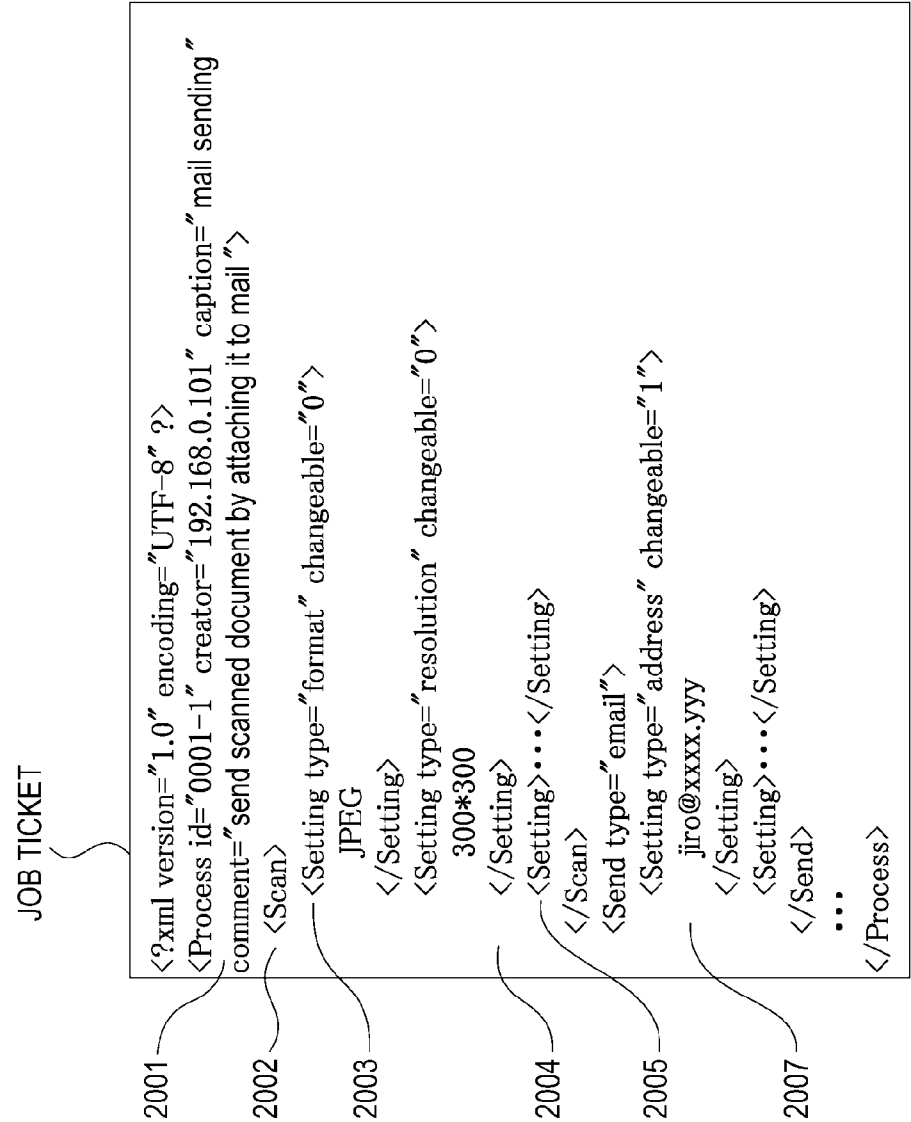 JOB TICKET
<?xml version="1.0" encoding="UTF-8" ?>
<Process id="0001-1" creator="192.168.0.101" caption="mail sending"
comment="send scanned document by attaching it to mail">
<Scan>
<Setting type="format" changeable="0">
JPEG
</Setting>
<Setting type="resolution" changeable="0">
300*300
</Setting>
<Setting>•••</Setting>
</Scan>
<Send type="email">
<Setting type="address" changeable="1">
jiro@xxxx.yyy
</Setting>
<Setting>•••</Setting>
</Send>
•••
</Process>
2001
2002
2003
2004
2005
2007